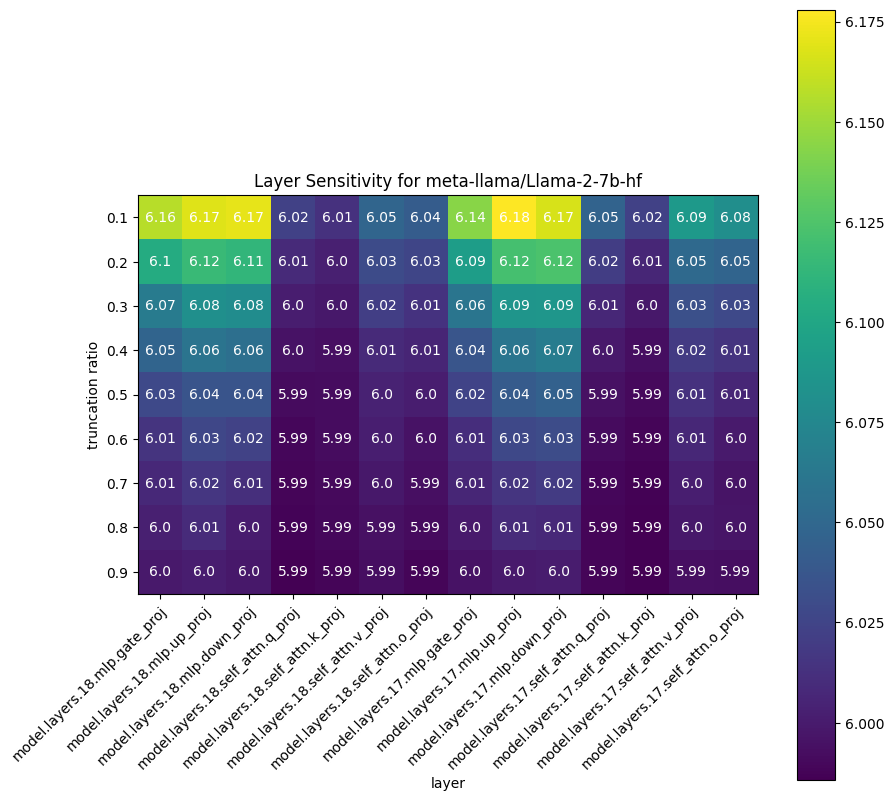 Layer Sensitivity for meta-llama/Llama-2-7b-hf
truncation ratio
0.1 6.16 6.17 6.17 6.02 6.01 6.05 6.04 6.14 6.18 6.17 6.05 6.02 6.09 6.08
0.2 6.1 6.12 6.11 6.01 6.0 6.03 6.03 6.09 6.12 6.12 6.02 6.01 6.05 6.05
0.3 6.07 6.08 6.08 6.0 6.0 6.02 6.01 6.06 6.09 6.09 6.01 6.0 6.03 6.03
0.4 6.05 6.06 6.06 6.0 5.99 6.01 6.01 6.04 6.06 6.07 6.0 5.99 6.02 6.01
0.5 6.03 6.04 6.04 5.99 5.99 6.0 6.0 6.02 6.04 6.05 5.99 5.99 6.01 6.01
0.6 6.01 6.03 6.02 5.99 5.99 6.0 6.0 6.01 6.03 6.03 5.99 5.99 6.01 6.0
0.7 6.01 6.02 6.01 5.99 5.99 6.0 5.99 6.01 6.02 6.02 5.99 5.99 6.0 6.0
0.8 6.0 6.01 6.0 5.99 5.99 5.99 5.99 6.0 6.01 6.01 5.99 5.99 6.0 6.0
0.9 6.0 6.0 6.0 5.99 5.99 5.99 5.99 6.0 6.0 6.0 5.99 5.99 5.99 5.99
model.layers.18.mlp.gate_proj
model.layers.18.mlp.up_proj
model.layers.18.mlp.down_proj
model.layers.18.self_attn.q_proj
model.layers.18.self_attn.k_proj
model.layers.18.self_attn.v_proj
model.layers.18.self_attn.o_proj
model.layers.17.mlp.gate_proj
model.layers.17.mlp.up_proj
model.layers.17.mlp.down_proj
model.layers.17.self_attn.q_proj
model.layers.17.self_attn.k_proj
model.layers.17.self_attn.v_proj
model.layers.17.self_attn.o_proj
layer
6.175
6.150
6.125
6.100
6.075
6.050
6.025
6.000